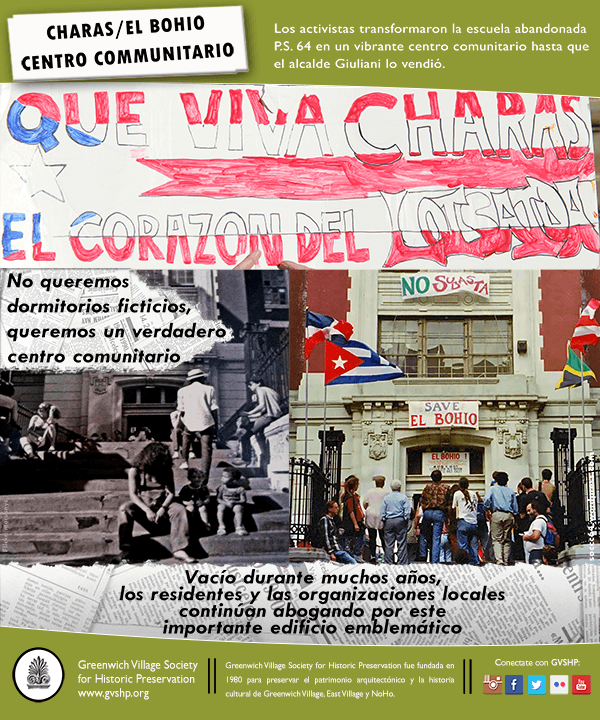 CHARAS/EL BOHIO
CENTRO COMMUNITARIO
Los activistas transformaron la escuela abandonada
P.S. 64 en un vibrante centro comunitario hasta que
el alcalde Giuliani lo vendió.
QUE VIVA CHARAS
EL CORAZON DEL LOISAIDA
No queremos
dormitorios ficticios,
queremos un verdadero
centro comunitario
NO SUBASTA
SAVE
EL BOHIO
EL BOHIO
Vacío durante muchos años,
los residentes y las organizaciones locales
continúan abogando por este
importante edificio emblemático
Greenwich Village Society
for Historic Preservation
www.gvshp.org
Greenwich Village Society for Historic Preservation fue fundada en
1980 para preservar el patrimonio arquitectónico y la historia
cultural de Greenwich Village, East Village y NoHo.
Conectate con GVSHP:
You
Tube